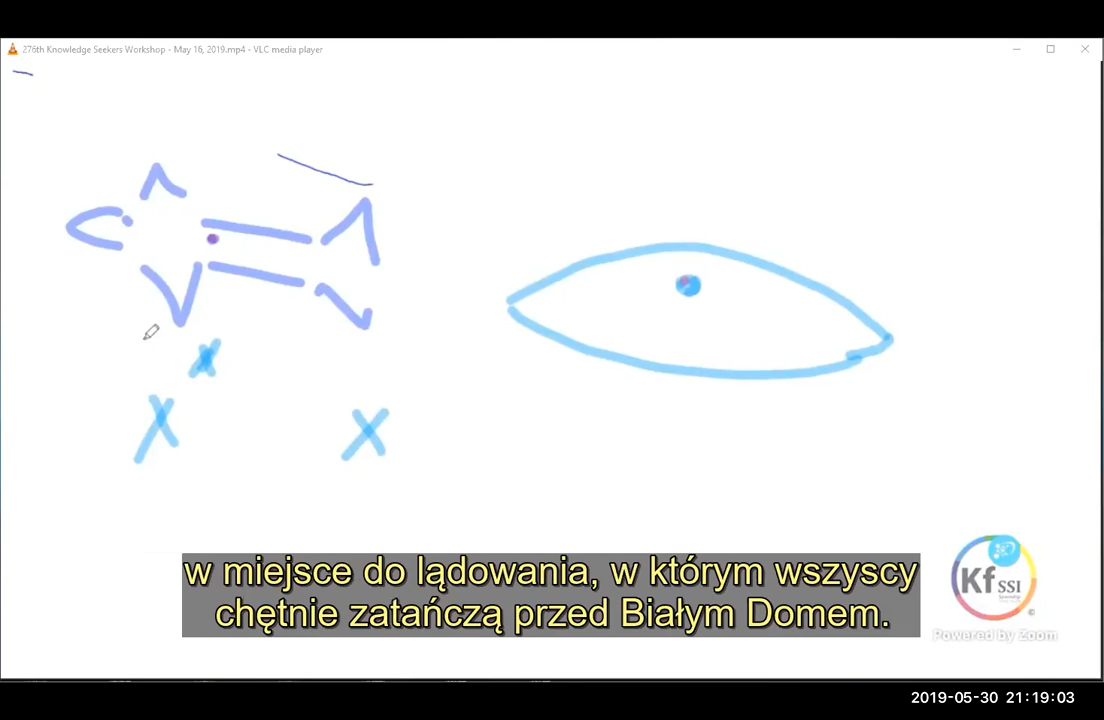 276th Knowledge Seekers Workshop - May 16, 2019.mp4 - VLC media player
X
X
X
w miejsce do lądowania, w którym wszyscy
chętnie zatańczą przed Białym Domem.
Kf SSI
Powered by Zoom
2019-05-30 21:19:03